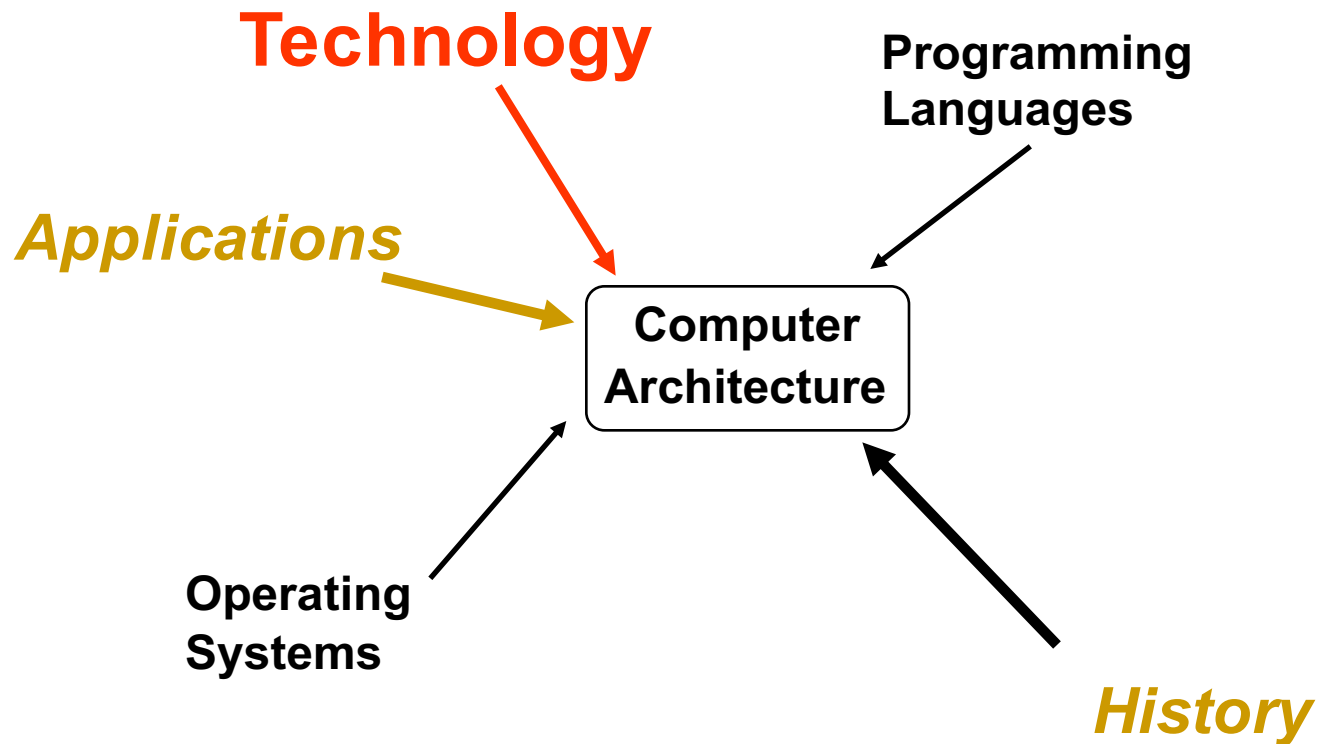 Technology
Programming
Languages
Applications
Computer
Architecture
Operating
Systems
History